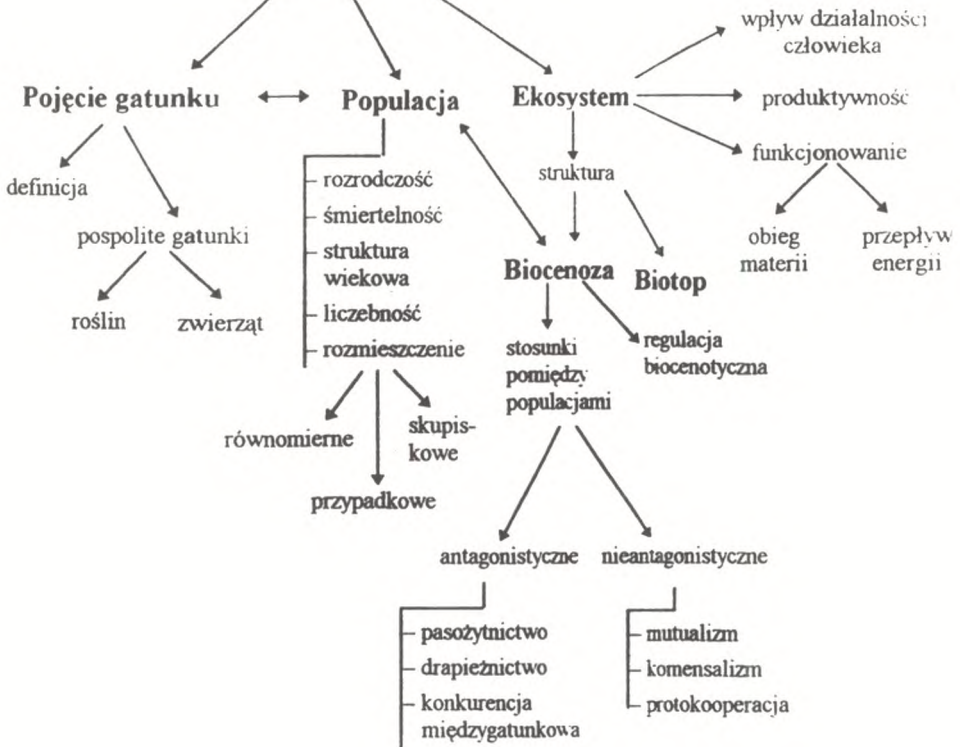 wpływ działalności
człowieka
Pojęcie gatunku
Populacja
Ekosystem
produktywność
funkcjonowanie
definicja
pospolite gatunki
roślin
zwierząt
rozrodczość
śmiertelność
struktura
wiekowa
liczebność
rozmieszczenie
równomierne
skupis-
kowe
przypadkowe
struktura
obieg
materii
przepływ
energii
Biocenoza
Biotop
stosunki
pomiędzy
populacjami
regulacja
biocenotyczna
antagonistyczne
nieantagonistyczne
pasożytnictwo
drapieżnictwo
konkurencja
międzygatunkowa
mutualizm
komensalizm
protokooperacja